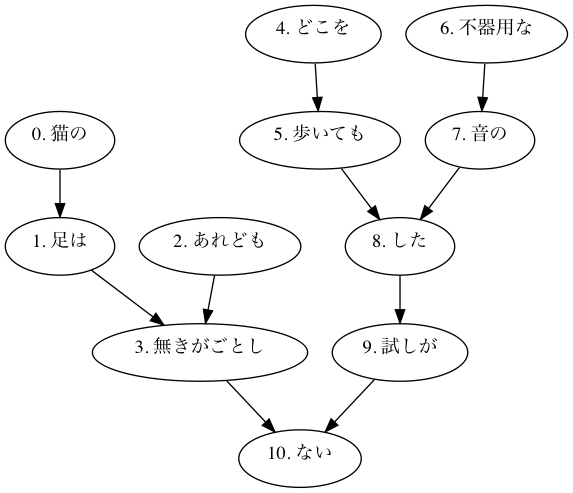 4. どこを
6. 不器用な
0. 猫の
5. 歩いても
7. 音の
1. 足は
2. あれども
8. した
3. 無きがごとし
9. 試しが
10. ない